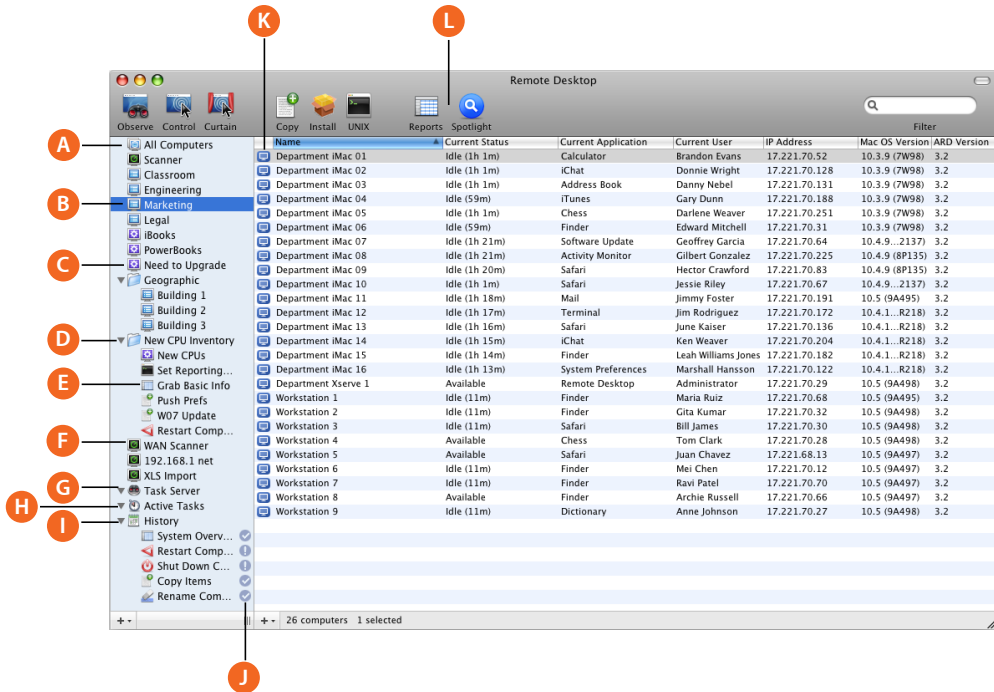 K
L
Remote Desktop
Observe Control Curtain Copy Install UNIX Reports Spotlight Filter
A
B
C
D
E
F
G
H
I
All Computers
Scanner
Classroom
Engineering
Marketing
Legal
iBooks
PowerBooks
Need to Upgrade
Geographic
Building 1
Building 2
Building 3
New CPU Inventory
New CPUs
Set Reporting...
Grab Basic Info
Push Prefs
W07 Update
Restart Comp...
WAN Scanner
192.168.1 net
XLS Import
Task Server
Active Tasks
History
System Overv...
Restart Comp...
Shut Down C...
Copy Items
Rename Com...
Name Current Status Current Application Current User IP Address Mac OS Version ARD Version
Department iMac 01 Idle (1h 1m) Calculator Brandon Evans 17.221.70.52 10.3.9 (7W98) 3.2
Department iMac 02 Idle (1h 1m) iChat Donnie Wright 17.221.70.128 10.3.9 (7W98) 3.2
Department iMac 03 Idle (1h 1m) Address Book Danny Nebel 17.221.70.131 10.3.9 (7W98) 3.2
Department iMac 04 Idle (59m) iTunes Gary Dunn 17.221.70.188 10.3.9 (7W98) 3.2
Department iMac 05 Idle (1h 1m) Chess Darlene Weaver 17.221.70.251 10.3.9 (7W98) 3.2
Department iMac 06 Idle (59m) Finder Edward Mitchell 17.221.70.31 10.3.9 (7W98) 3.2
Department iMac 07 Idle (1h 21m) Software Update Geoffrey Garcia 17.221.70.64 10.4.9...2137) 3.2
Department iMac 08 Idle (1h 21m) Activity Monitor Gilbert Gonzalez 17.221.70.225 10.4.9 (8P135) 3.2
Department iMac 09 Idle (1h 20m) Safari Hector Crawford 17.221.70.83 10.4.9 (8P135) 3.2
Department iMac 10 Idle (1h 1m) Safari Jessie Riley 17.221.70.67 10.4.9...2137) 3.2
Department iMac 11 Idle (1h 18m) Mail Jimmy Foster 17.221.70.191 10.5 (9A495) 3.2
Department iMac 12 Idle (1h 17m) Terminal Jim Rodriguez 17.221.70.172 10.4.1...R218) 3.2
Department iMac 13 Idle (1h 16m) Safari June Kaiser 17.221.70.136 10.4.1...R218) 3.2
Department iMac 14 Idle (1h 15m) iChat Ken Weaver 17.221.70.204 10.4.1...R218) 3.2
Department iMac 15 Idle (1h 14m) Finder Leah Williams Jones 17.221.70.182 10.4.1...R218) 3.2
Department iMac 16 Idle (1h 13m) System Preferences Marshall Hansson 17.221.70.122 10.4.1...R218) 3.2
Department Xserve 1 Available Remote Desktop Administrator 17.221.70.29 10.5 (9A498) 3.2
Workstation 1 Idle (11m) Finder Maria Ruiz 17.221.70.68 10.5 (9A495) 3.2
Workstation 2 Idle (11m) Finder Gita Kumar 17.221.70.32 10.5 (9A498) 3.2
Workstation 3 Idle (11m) Safari Bill James 17.221.70.30 10.5 (9A498) 3.2
Workstation 4 Available Chess Tom Clark 17.221.70.28 10.5 (9A498) 3.2
Workstation 5 Available Safari Juan Chavez 17.221.68.13 10.5 (9A497) 3.2
Workstation 6 Idle (11m) Finder Mei Chen 17.221.70.12 10.5 (9A497) 3.2
Workstation 7 Idle (11m) Finder Ravi Patel 17.221.70.70 10.5 (9A497) 3.2
Workstation 8 Available Finder Archie Russell 17.221.70.66 10.5 (9A497) 3.2
Workstation 9 Idle (11m) Dictionary Anne Johnson 17.221.70.27 10.5 (9A498) 3.2
26 computers 1 selected
J